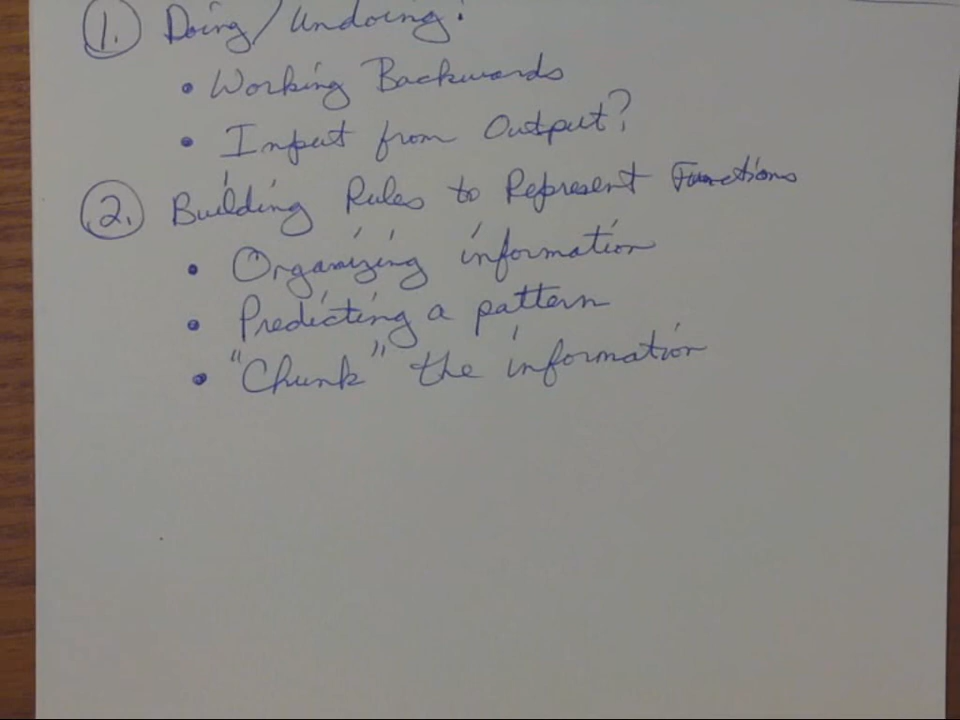 1. Doing/Undoing:
• Working Backwards
• Input from Output?
2. Building Rules to Represent Functions
• Organizing information
• Predicting a pattern
• "Chunk" the information